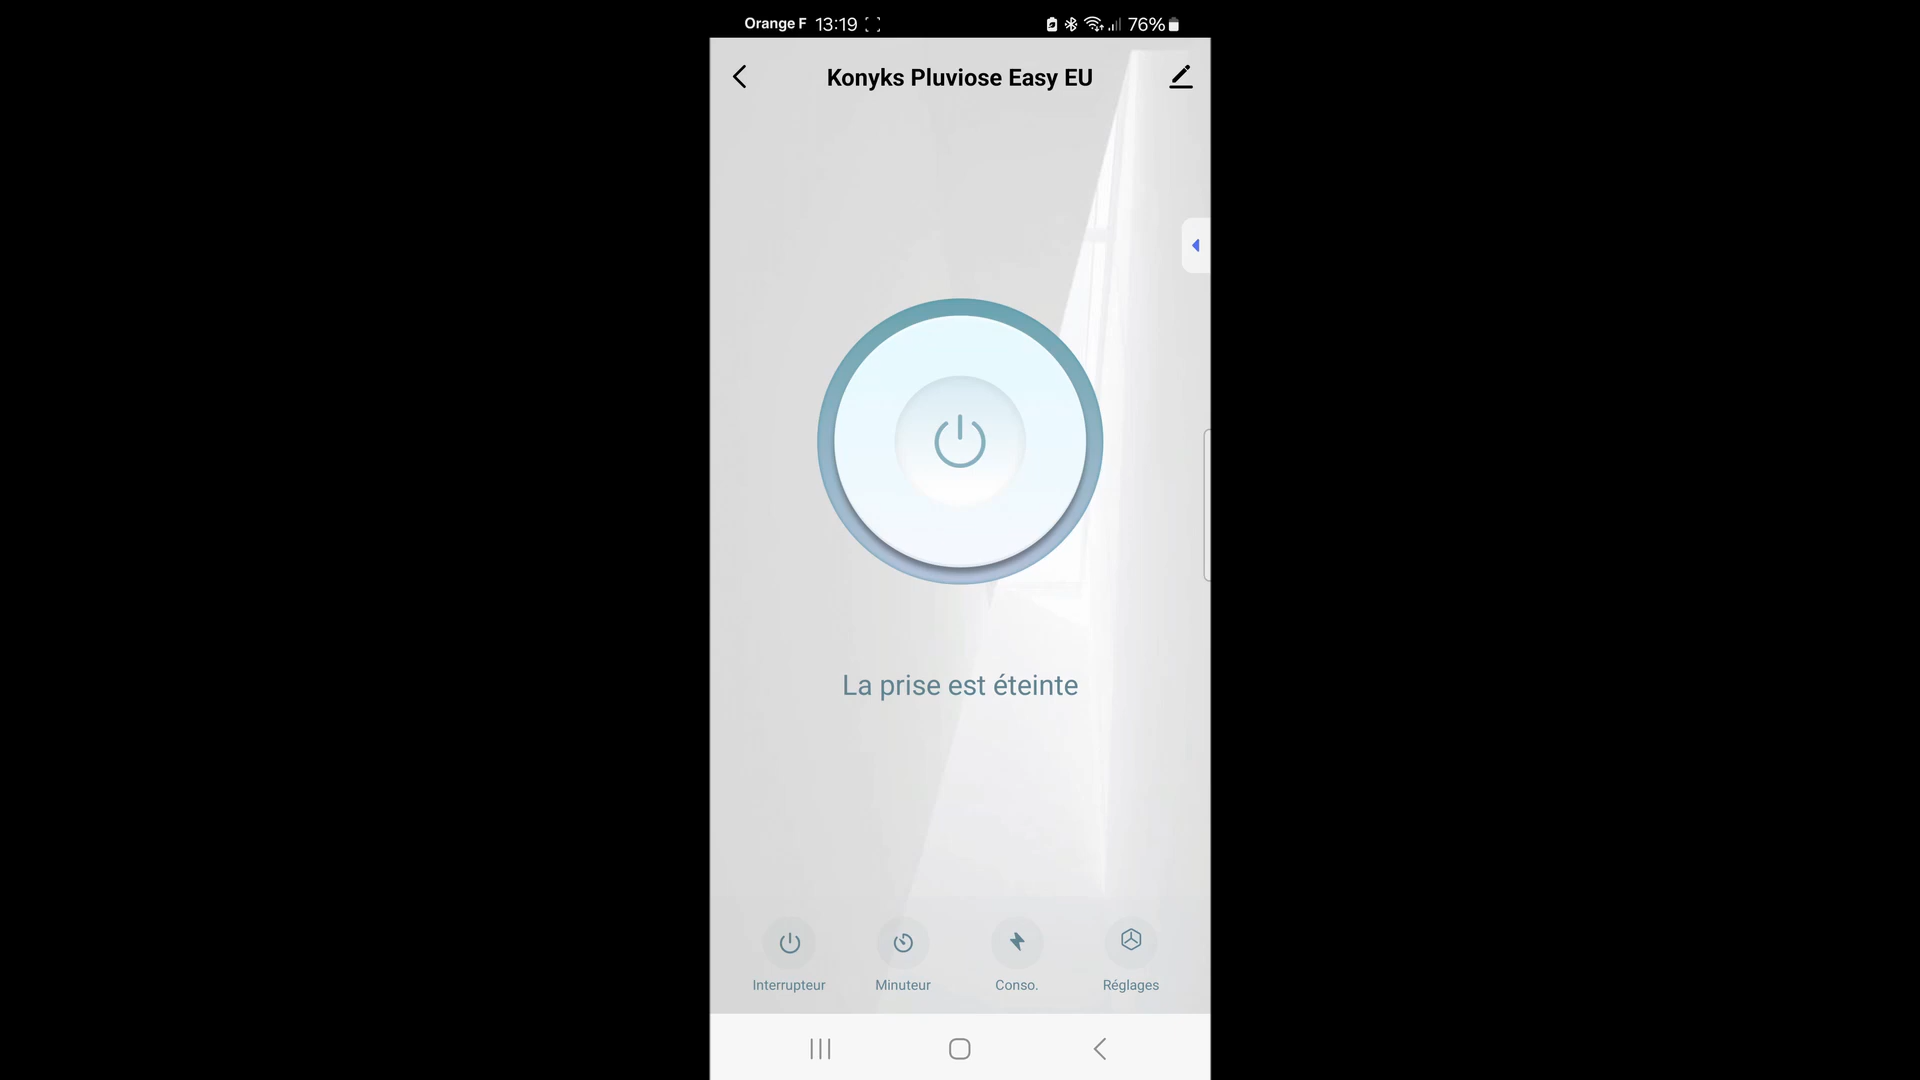 Orange F 13:19 76%
Konyks Pluviose Easy EU
La prise est éteinte
Interrupteur Minuteur Conso. Réglages